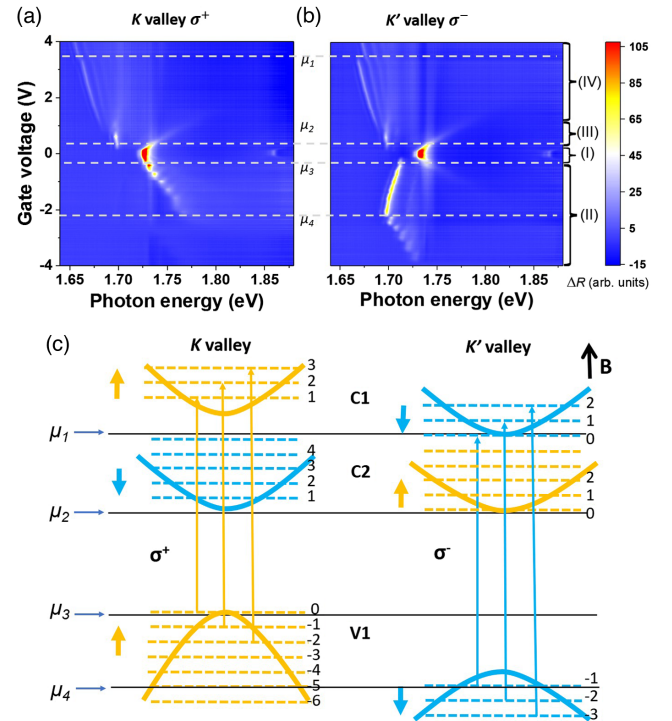 (a) K valley σ⁺
(b) K' valley σ⁻
Gate voltage (V)
4
2
0
-2
-4
μ₁
μ₂
μ₃
μ₄
(IV)
(III)
(I)
(II)
105
85
65
45
25
5
-15
ΔR (arb. units)
1.65 1.70 1.75 1.80 1.85
1.65 1.70 1.75 1.80 1.85
Photon energy (eV)
Photon energy (eV)
(c) K valley
K' valley
B
3
2
1
C1
2
1
0
μ₁
4
3
2
1
C2
2
1
0
μ₂
σ⁺
σ⁻
μ₃
0
-1
-2
-3
-4
-5
-6
V1
μ₄
-1
-2
-3